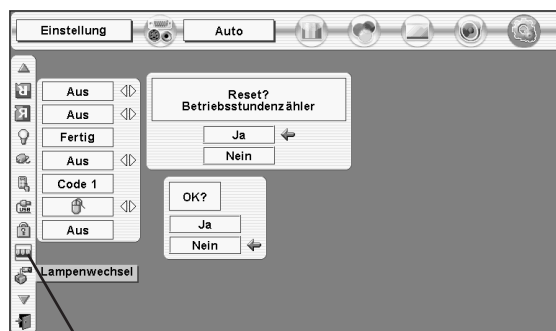 Einstellung
Auto
Aus
Aus
Fertig
Aus
Code 1
Aus
Lampenwechsel
Reset?
Betriebsstundenzähler
Ja
Nein
OK?
Ja
Nein